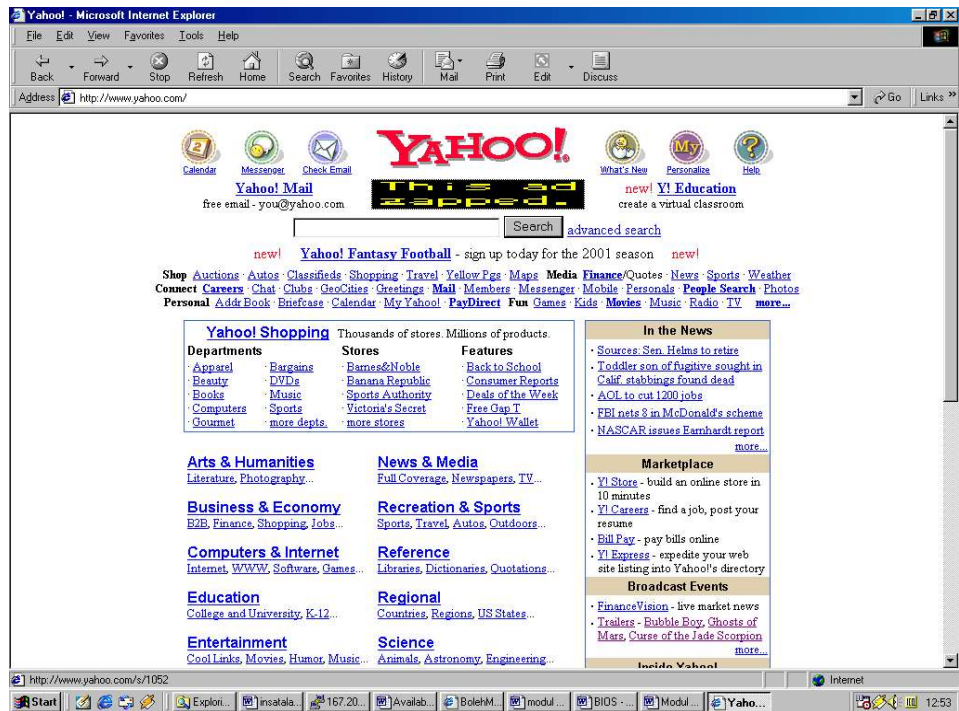 Yahoo! - Microsoft Internet Explorer
File Edit View Favorites Tools Help
Back Forward Stop Refresh Home Search Favorites History Mail Print Edit Discuss
Address http://www.yahoo.com/ Go Links »
2 YAHOO! My ?
Calendar Messenger Check Email What's New Personalize Help
Yahoo! Mail This ad new! Y! Education
free email - you@yahoo.com zapped. create a virtual classroom
Search advanced search
new! Yahoo! Fantasy Football - sign up today for the 2001 season new!
Shop Auctions · Autos · Classifieds · Shopping · Travel · Yellow Pgs · Maps Media Finance/Quotes · News · Sports · Weather
Connect Careers · Chat · Clubs · GeoCities · Greetings · Mail · Members · Messenger · Mobile · Personals · People Search · Photos
Personal Addr Book · Briefcase · Calendar · My Yahoo! · PayDirect Fun Games · Kids · Movies · Music · Radio · TV more...
Yahoo! Shopping Thousands of stores. Millions of products.
Departments Stores Features
· Apparel · Bargains · Barnes&Noble · Back to School
· Beauty · DVDs · Banana Republic · Consumer Reports
· Books · Music · Sports Authority · Deals of the Week
· Computers · Sports · Victoria's Secret · Free Gap T
· Gourmet · more depts. · more stores · Yahoo! Wallet
Arts & Humanities News & Media
Literature, Photography... Full Coverage, Newspapers, TV...
Business & Economy Recreation & Sports
B2B, Finance, Shopping, Jobs... Sports, Travel, Autos, Outdoors...
Computers & Internet Reference
Internet, WWW, Software, Games... Libraries, Dictionaries, Quotations...
Education Regional
College and University, K-12... Countries, Regions, US States...
Entertainment Science
Cool Links, Movies, Humor, Music... Animals, Astronomy, Engineering...
In the News
· Sources: Sen. Helms to retire
· Toddler son of fugitive sought in
Calif. stabbings found dead
· AOL to cut 1200 jobs
· FBI nets 8 in McDonald's scheme
· NASCAR issues Earnhardt report
more...
Marketplace
· Y! Store - build an online store in
10 minutes
· Y! Careers - find a job, post your
resume
· Bill Pay - pay bills online
· Y! Express - expedite your web
site listing into Yahoo!'s directory
Broadcast Events
· FinanceVision - live market news
· Trailers - Bubble Boy, Ghosts of
Mars, Curse of the Jade Scorpion
more...
Inside Yahoo!
http://www.yahoo.com/s/1052 Internet
Start Explori... insatala... 167.20... Availab... BolehM... modul ... BIOS - ... Modul ... Yaho... 12:53